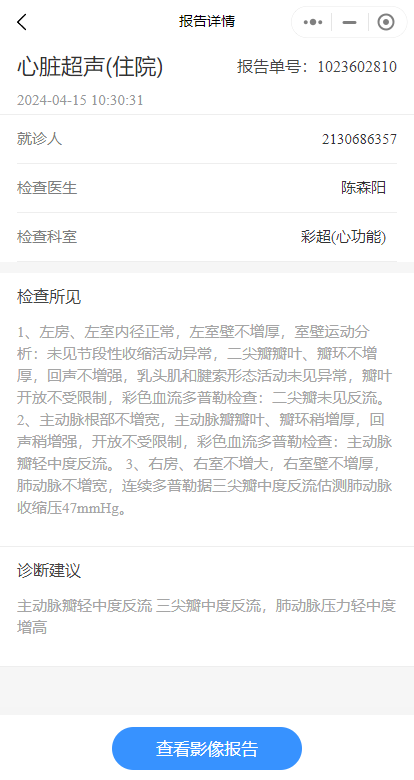 报告详情
心脏超声(住院) 报告单号：1023602810
2024-04-15 10:30:31
就诊人 2130686357
检查医生 陈森阳
检查科室 彩超(心功能)
检查所见
1、左房、左室内径正常，左室壁不增厚，室壁运动分
析：未见节段性收缩活动异常，二尖瓣瓣叶、瓣环不增
厚，回声不增强，乳头肌和腱索形态活动未见异常，瓣叶
开放不受限制，彩色血流多普勒检查：二尖瓣未见反流。
2、主动脉根部不增宽，主动脉瓣瓣叶、瓣环稍增厚，回
声稍增强，开放不受限制，彩色血流多普勒检查：主动脉
瓣轻中度反流。 3、右房、右室不增大，右室壁不增厚，
肺动脉不增宽，连续多普勒据三尖瓣中度反流估测肺动脉
收缩压47mmHg。
诊断建议
主动脉瓣轻中度反流 三尖瓣中度反流，肺动脉压力轻中度
增高
查看影像报告